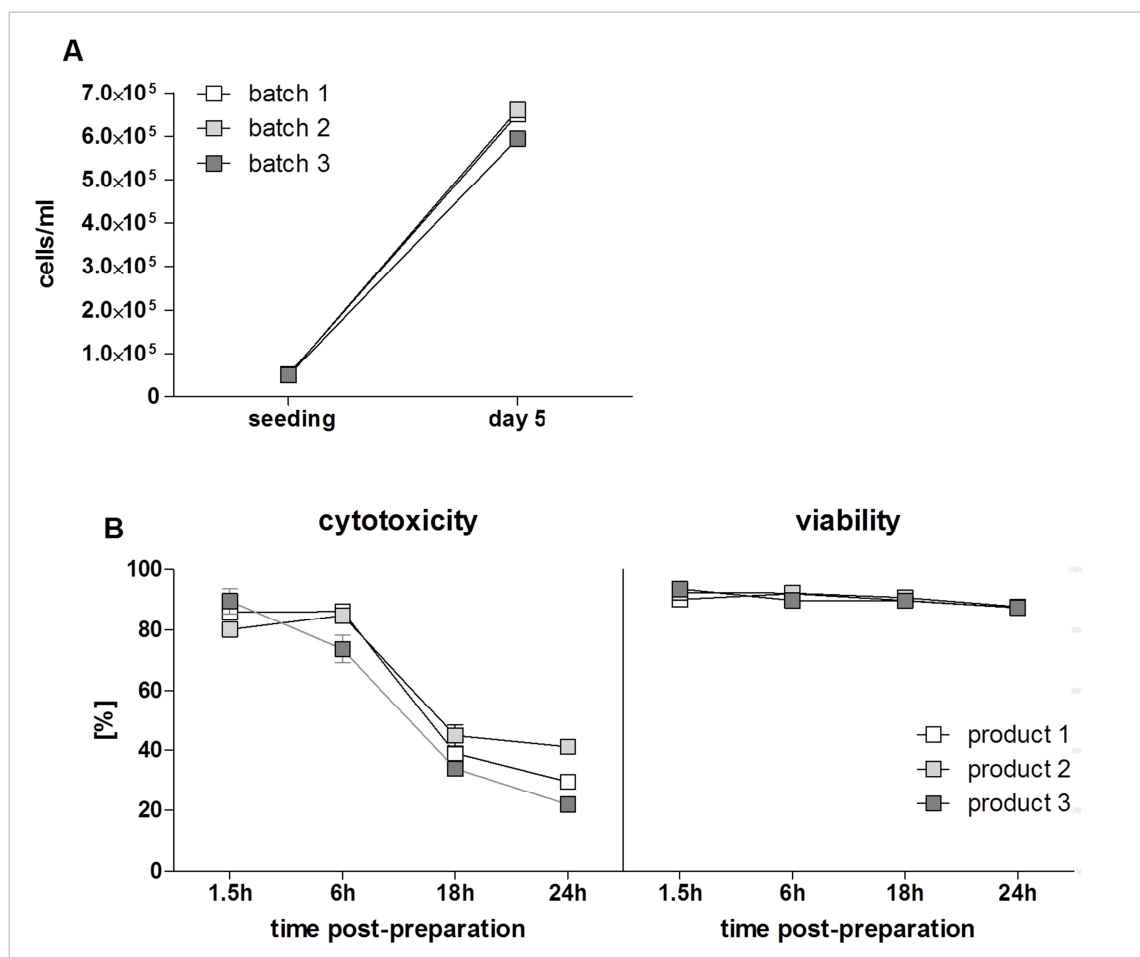 A
7.0×10⁵
6.0×10⁵
5.0×10⁵
4.0×10⁵
3.0×10⁵
2.0×10⁵
1.0×10⁵
0
cells/ml
batch 1
batch 2
batch 3
seeding day 5
B
cytotoxicity viability
100
80
60
40
20
0
[%]
product 1
product 2
product 3
1.5h 6h 18h 24h 1.5h 6h 18h 24h
time post-preparation time post-preparation